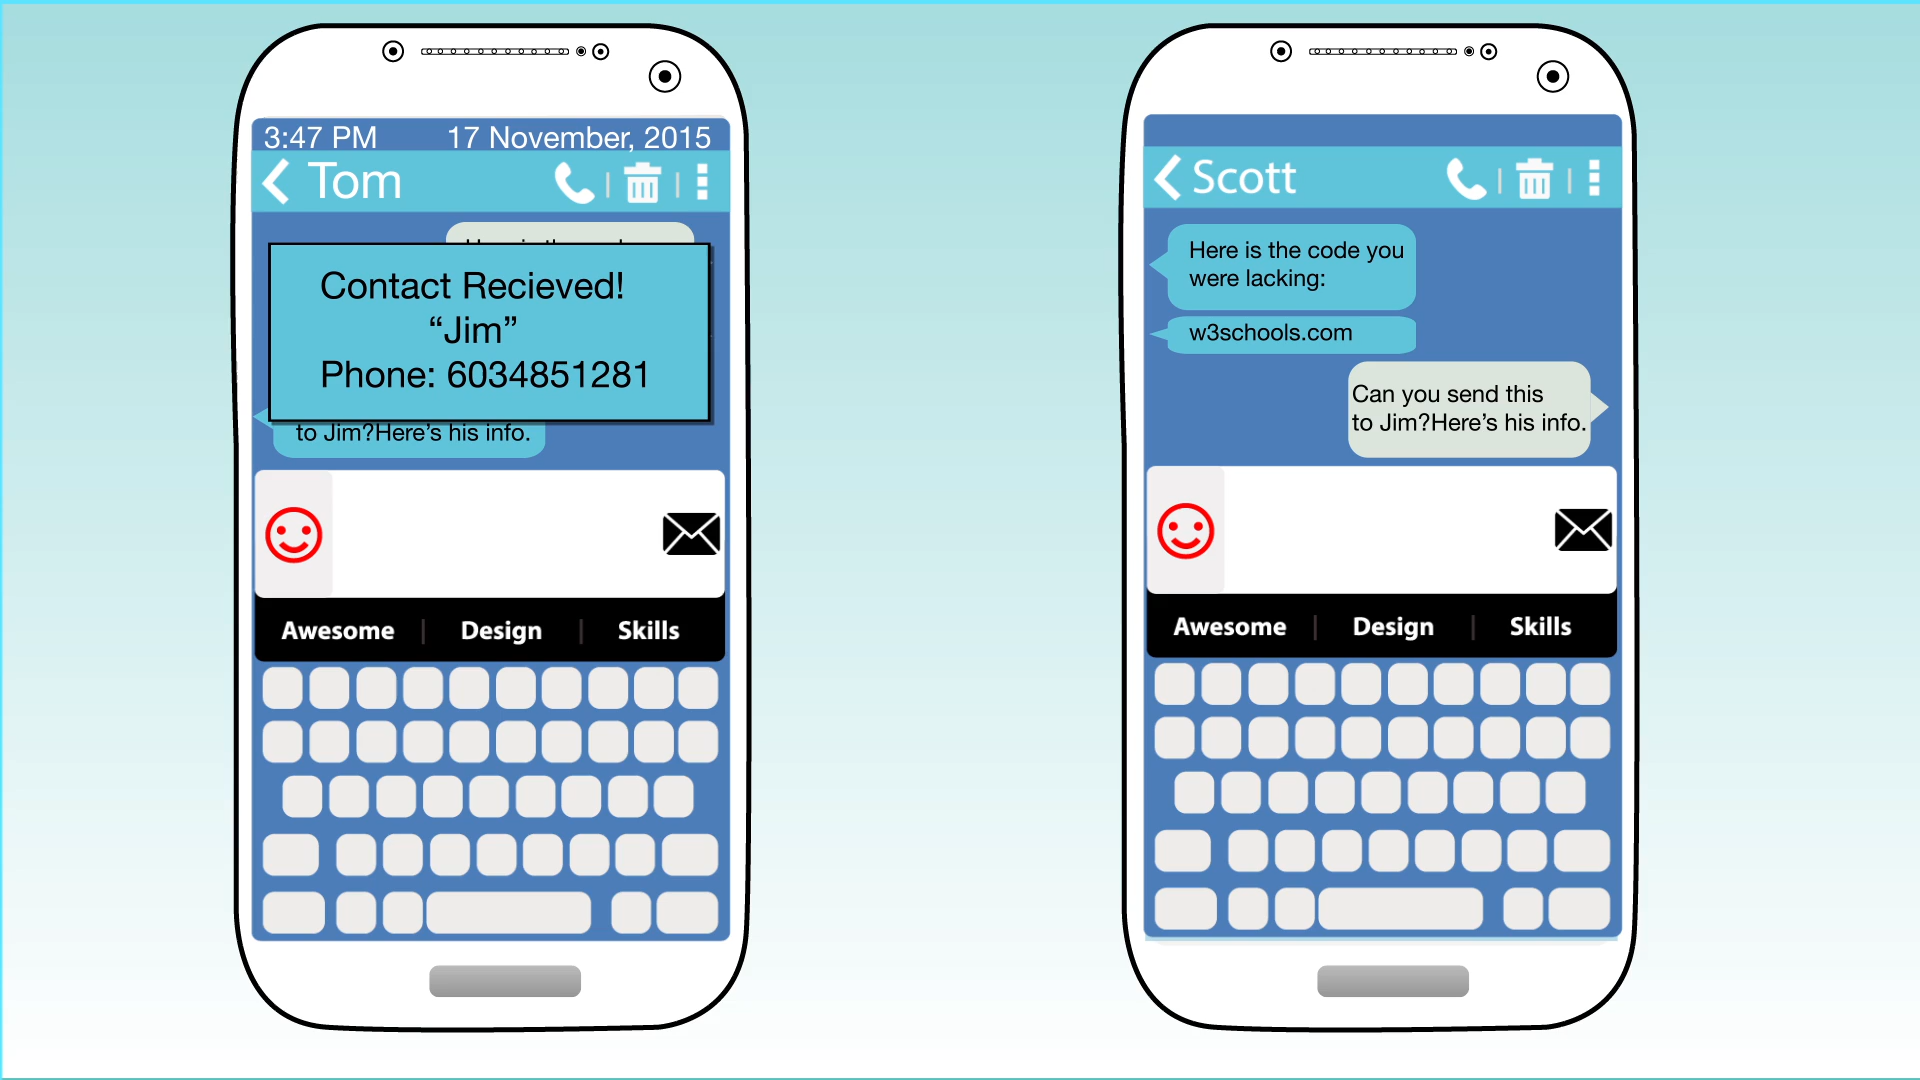 3:47 PM 17 November, 2015
Tom
Contact Recieved!
“Jim”
Phone: 6034851281
to Jim?Here's his info.
Awesome | Design | Skills
Scott
Here is the code you
were lacking:
w3schools.com
Can you send this
to Jim?Here's his info.
Awesome | Design | Skills